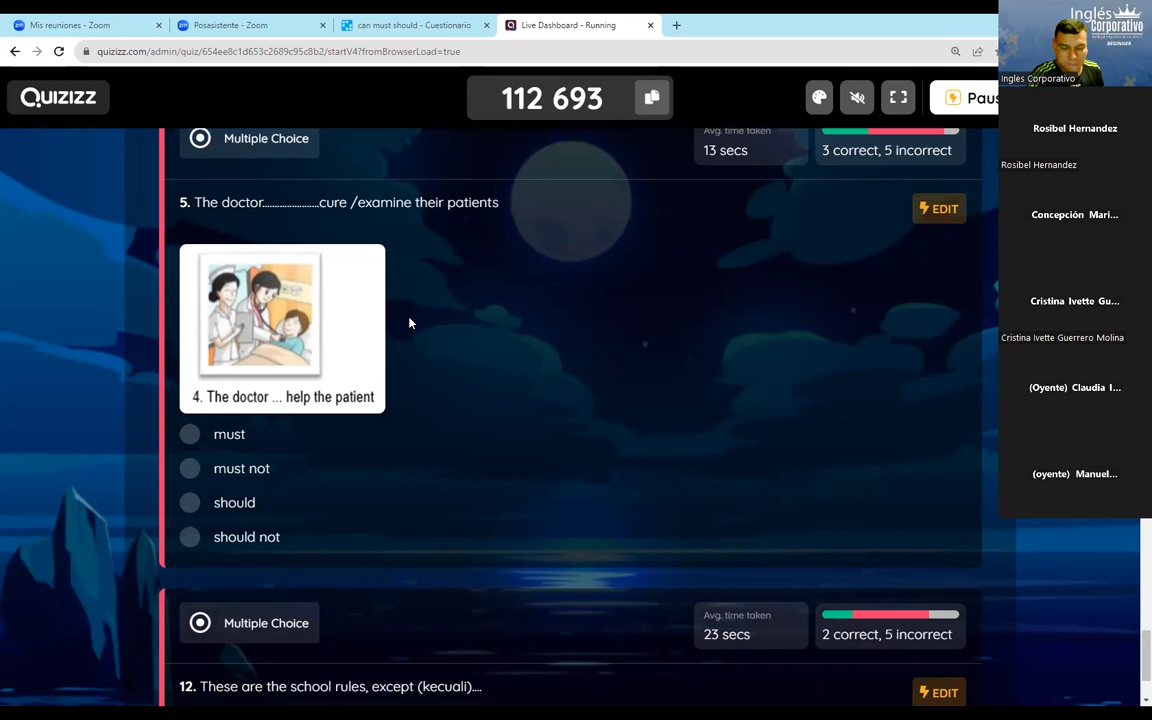 Mis reuniones - Zoom
Posasistente - Zoom
can must should - Cuestionario
Live Dashboard - Running
quizizz.com/admin/quiz/654ee8c1d653c2689c95c8b2/startV4?fromBrowserLoad=true
Quizizz
112 693
Paus
Multiple Choice
Avg. time taken
13 secs
3 correct, 5 incorrect
5. The doctor......................cure /examine their patients
EDIT
4. The doctor ... help the patient
must
must not
should
should not
Multiple Choice
Avg. time taken
23 secs
2 correct, 5 incorrect
12. These are the school rules, except (kecuali)....
EDIT
Inglés
Corporativo
BEGINNER
Ingles Corporativo
Rosibel Hernandez
Rosibel Hernandez
Concepción Mari...
Cristina Ivette Gu...
Cristina Ivette Guerrero Molina
(Oyente) Claudia I...
(oyente) Manuel...